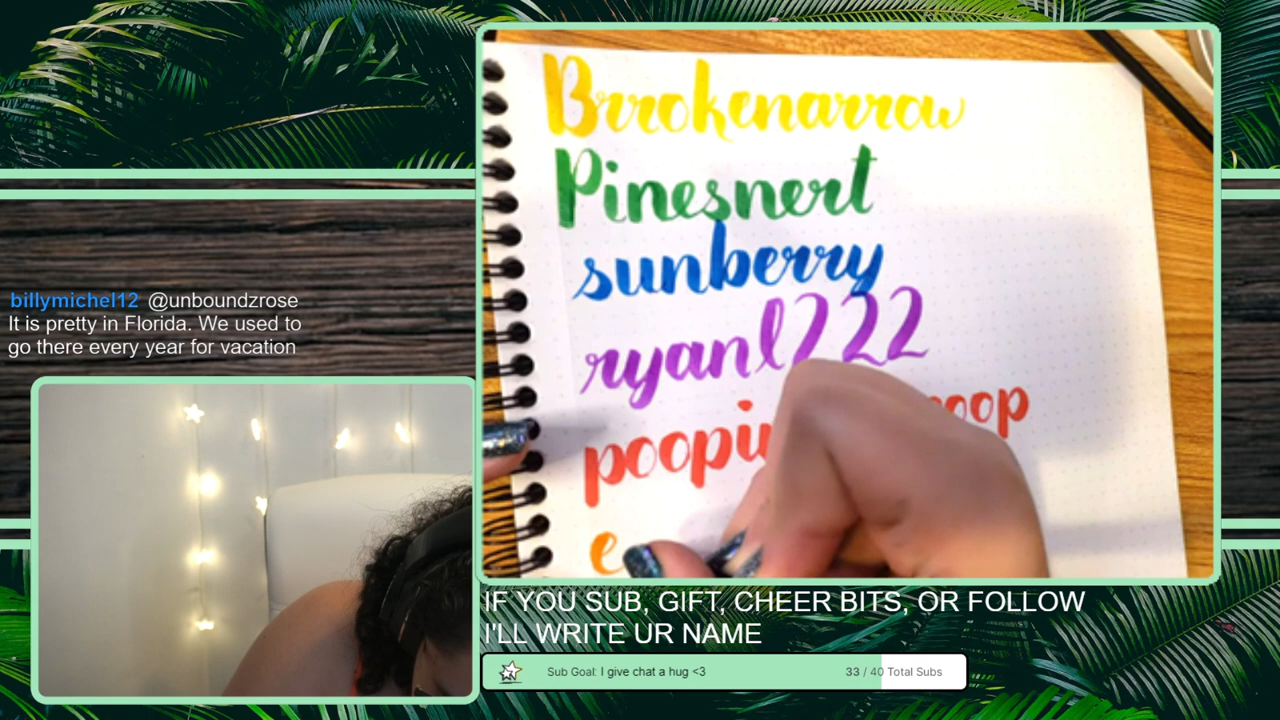 Brrokenarrow
Pinesnert
sunberry
ryanl222
e
billymichel12 @unboundzrose
It is pretty in Florida. We used to
go there every year for vacation
IF YOU SUB, GIFT, CHEER BITS, OR FOLLOW
I'LL WRITE UR NAME
Sub Goal: I give chat a hug <3 33 / 40 Total Subs